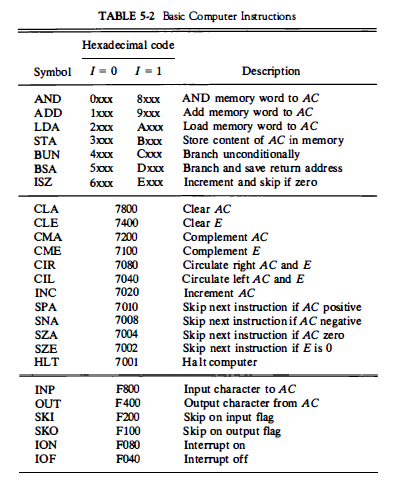 TABLE 5-2 Basic Computer Instructions
Hexadecimal code
Symbol I = 0 I = 1 Description
AND 0xxx 8xxx AND memory word to AC
ADD 1xxx 9xxx Add memory word to AC
LDA 2xxx Axxx Load memory word to AC
STA 3xxx Bxxx Store content of AC in memory
BUN 4xxx Cxxx Branch unconditionally
BSA 5xxx Dxxx Branch and save return address
ISZ 6xxx Exxx Increment and skip if zero
CLA 7800 Clear AC
CLE 7400 Clear E
CMA 7200 Complement AC
CME 7100 Complement E
CIR 7080 Circulate right AC and E
CIL 7040 Circulate left AC and E
INC 7020 Increment AC
SPA 7010 Skip next instruction if AC positive
SNA 7008 Skip next instruction if AC negative
SZA 7004 Skip next instruction if AC zero
SZE 7002 Skip next instruction if E is 0
HLT 7001 Halt computer
INP F800 Input character to AC
OUT F400 Output character from AC
SKI F200 Skip on input flag
SKO F100 Skip on output flag
ION F080 Interrupt on
IOF F040 Interrupt off